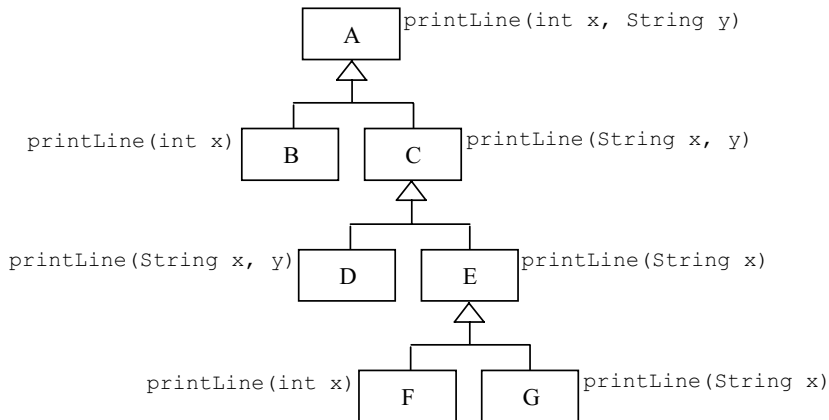 A
printLine(int x, String y)
printLine(int x)
B
C
printLine(String x, y)
printLine(String x, y)
D
E
printLine(String x)
printLine(int x)
F
G
printLine(String x)